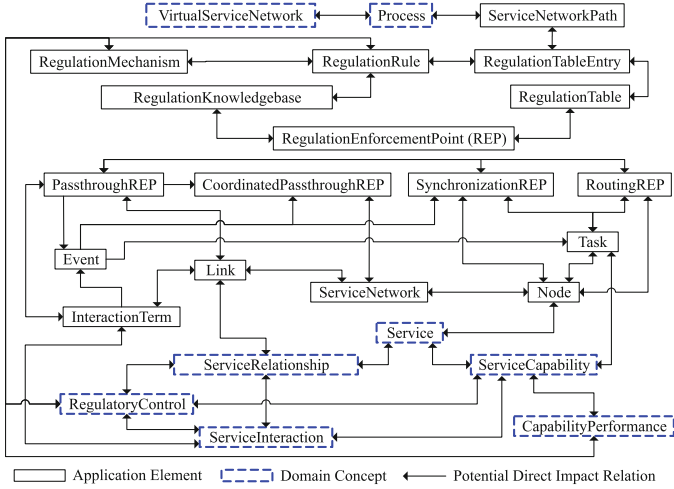 VirtualServiceNetwork
Process
ServiceNetworkPath
RegulationMechanism
RegulationRule
RegulationTableEntry
RegulationKnowledgebase
RegulationTable
RegulationEnforcementPoint (REP)
PassthroughREP
CoordinatedPassthroughREP
SynchronizationREP
RoutingREP
Task
Event
Link
ServiceNetwork
Node
InteractionTerm
Service
ServiceRelationship
ServiceCapability
RegulatoryControl
CapabilityPerformance
ServiceInteraction
Application Element
Domain Concept
Potential Direct Impact Relation